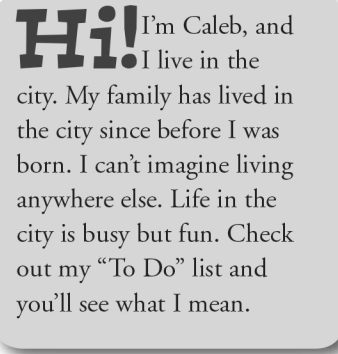 Hi! I'm Caleb, and
I live in the
city. My family has lived in
the city since before I was
born. I can't imagine living
anywhere else. Life in the
city is busy but fun. Check
out my “To Do” list and
you'll see what I mean.